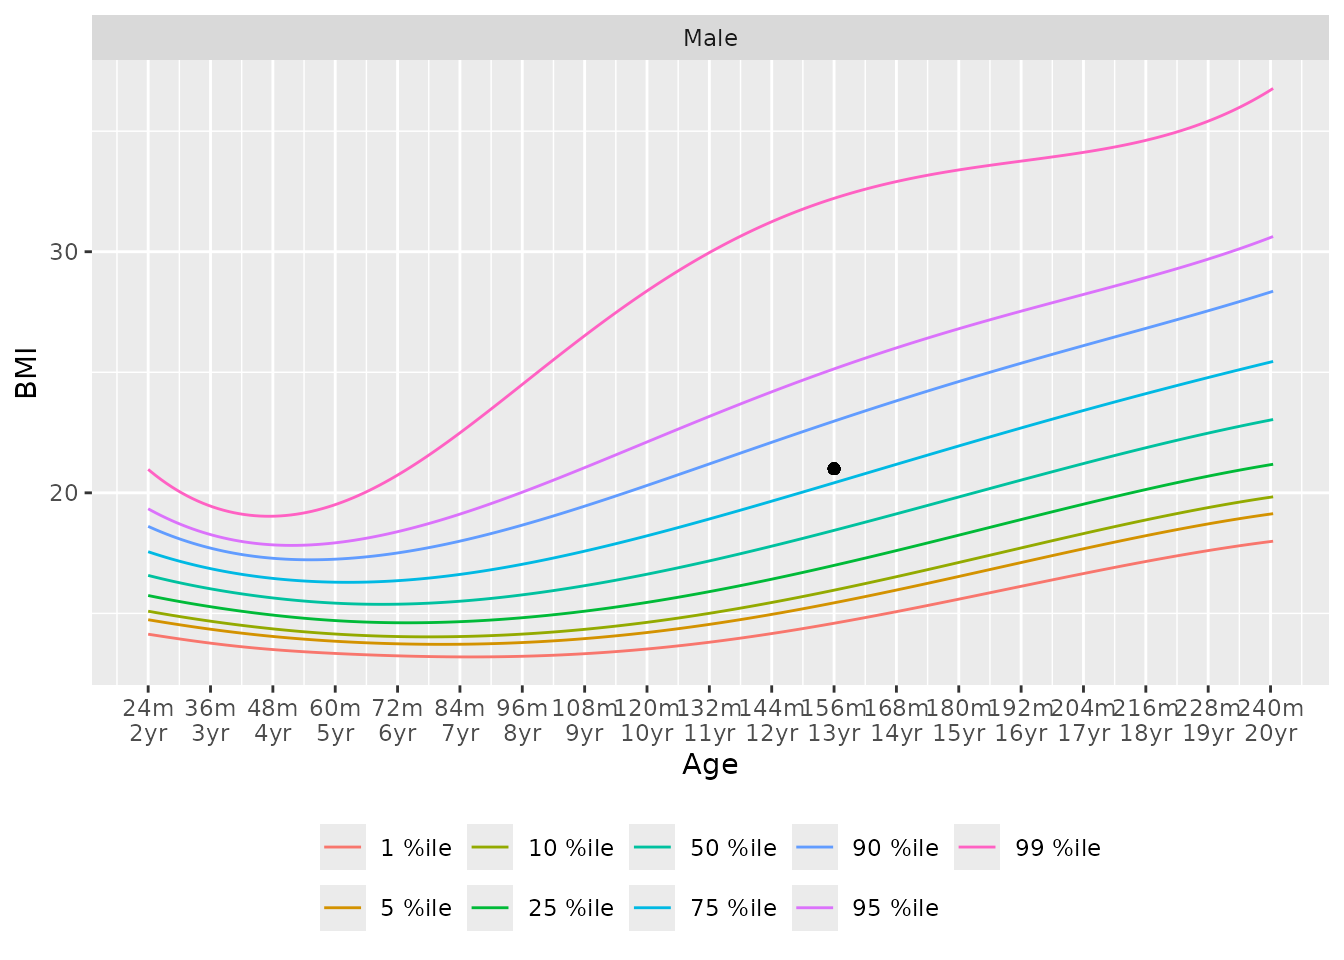 Male
30
20
BMI
24m 36m 48m 60m 72m 84m 96m 108m 120m 132m 144m 156m 168m 180m 192m 204m 216m 228m 240m
2yr 3yr 4yr 5yr 6yr 7yr 8yr 9yr 10yr 11yr 12yr 13yr 14yr 15yr 16yr 17yr 18yr 19yr 20yr
Age
1 %ile 10 %ile 50 %ile 90 %ile 99 %ile
5 %ile 25 %ile 75 %ile 95 %ile